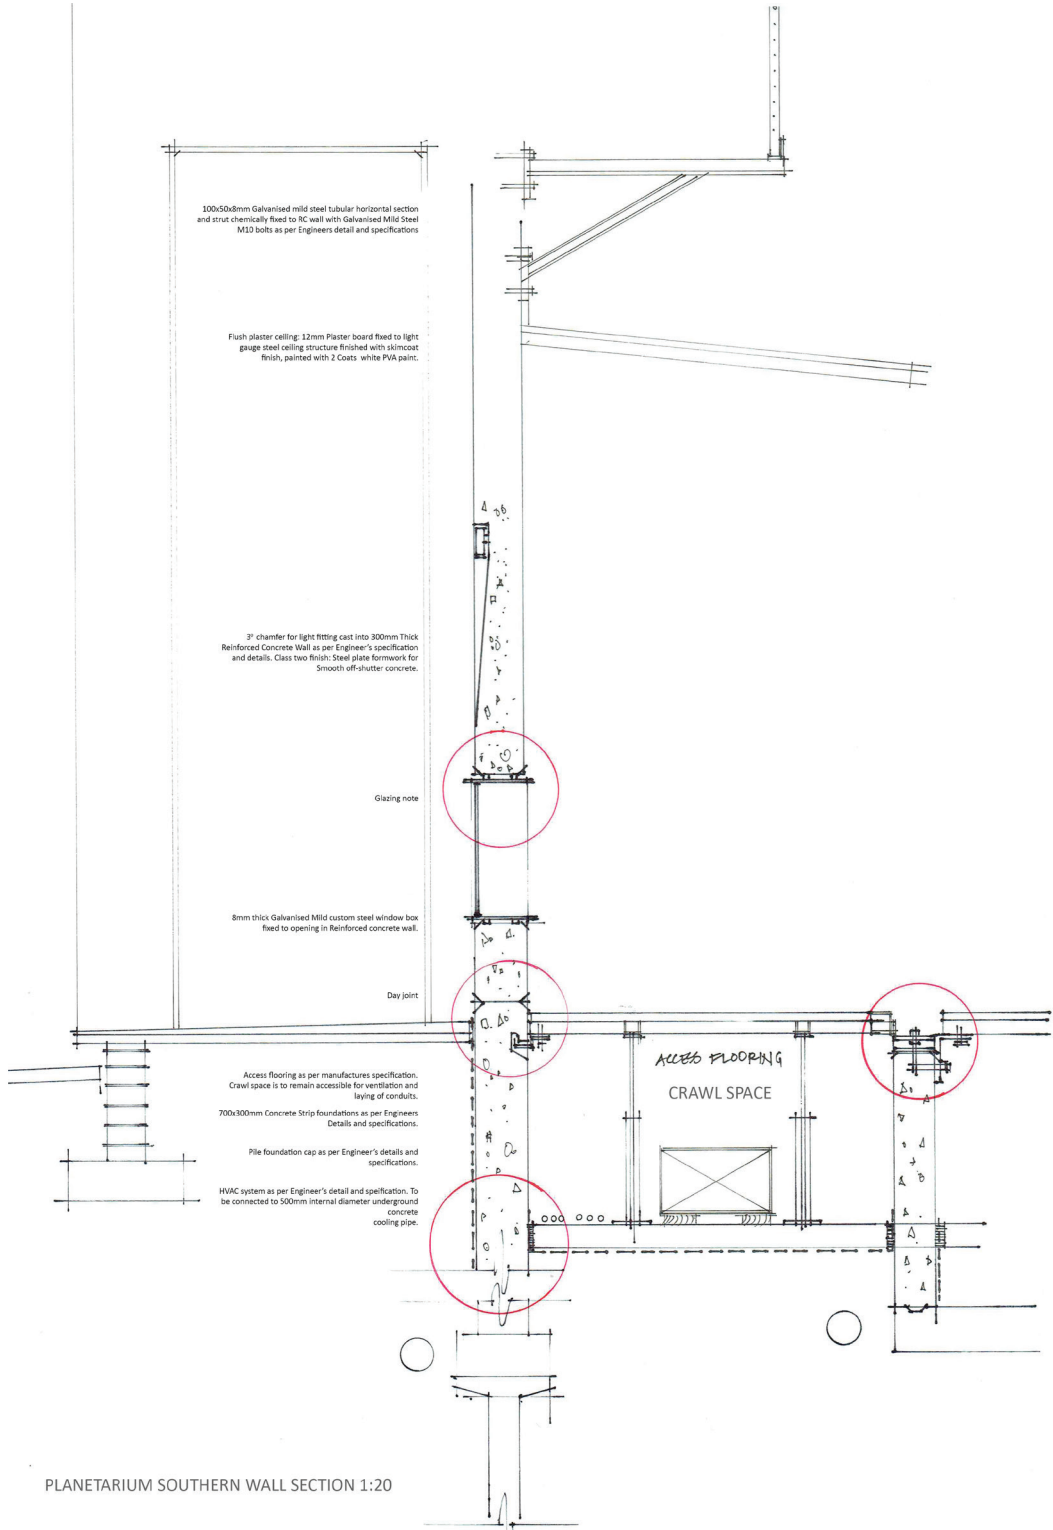 100x50x8mm Galvanised mild steel tubular horizontal section
and strut chemically fixed to RC wall with Galvanised Mild Steel
M10 bolts as per Engineers detail and specifications
Flush plaster ceiling: 12mm Plaster board fixed to light
gauge steel ceiling structure finished with skimcoat
finish, painted with 2 Coats white PVA paint.
3° chamfer for light fitting cast into 300mm Thick
Reinforced Concrete Wall as per Engineer's specification
and details. Class two finish: Steel plate formwork for
Smooth off-shutter concrete.
Glazing note
8mm thick Galvanised Mild custom steel window box
fixed to opening in Reinforced concrete wall.
Day joint
Access flooring as per manufactures specification.
Crawl space is to remain accessible for ventilation and
laying of conduits.
700x300mm Concrete Strip foundations as per Engineers
Details and specifications.
Pile foundation cap as per Engineer's details and
specifications.
HVAC system as per Engineer's detail and speification. To
be connected to 500mm internal diameter underground
concrete
cooling pipe.
ACCES FLOORING
CRAWL SPACE
PLANETARIUM SOUTHERN WALL SECTION 1:20